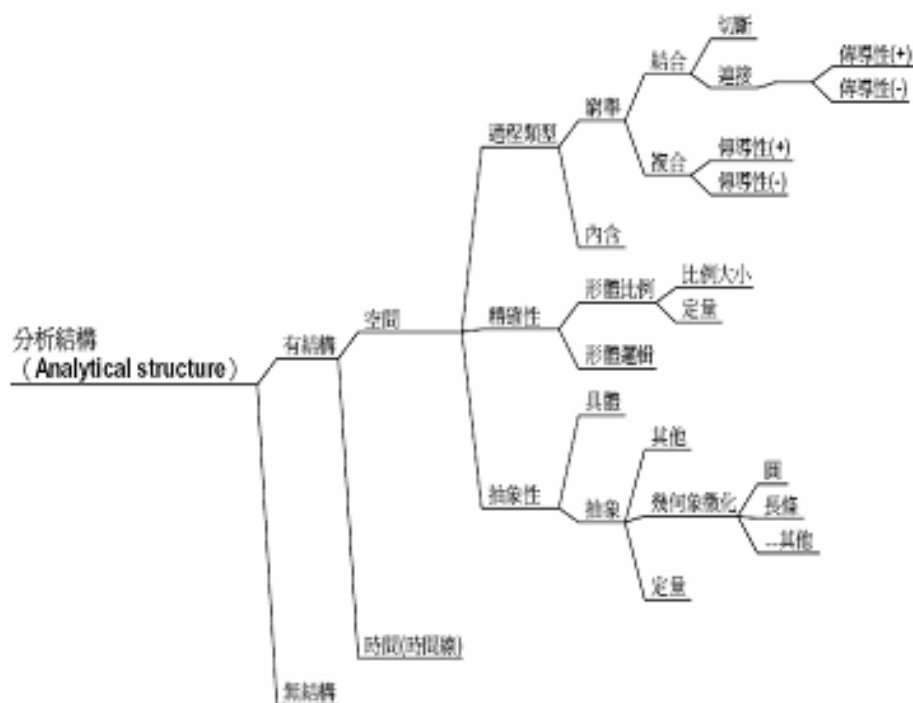 切斷
結合
連接
傳導性(+)
傳導性(-)
窮舉
過程類型
複合
傳導性(+)
傳導性(-)
內含
形體比例
比例大小
定量
精確性
空間
形體邏輯
有結構
分析結構
(Analytical structure)
具體
其他
抽象性
抽象
幾何象徵化
圓
長條
...其他
定量
時間(時間線)
無結構